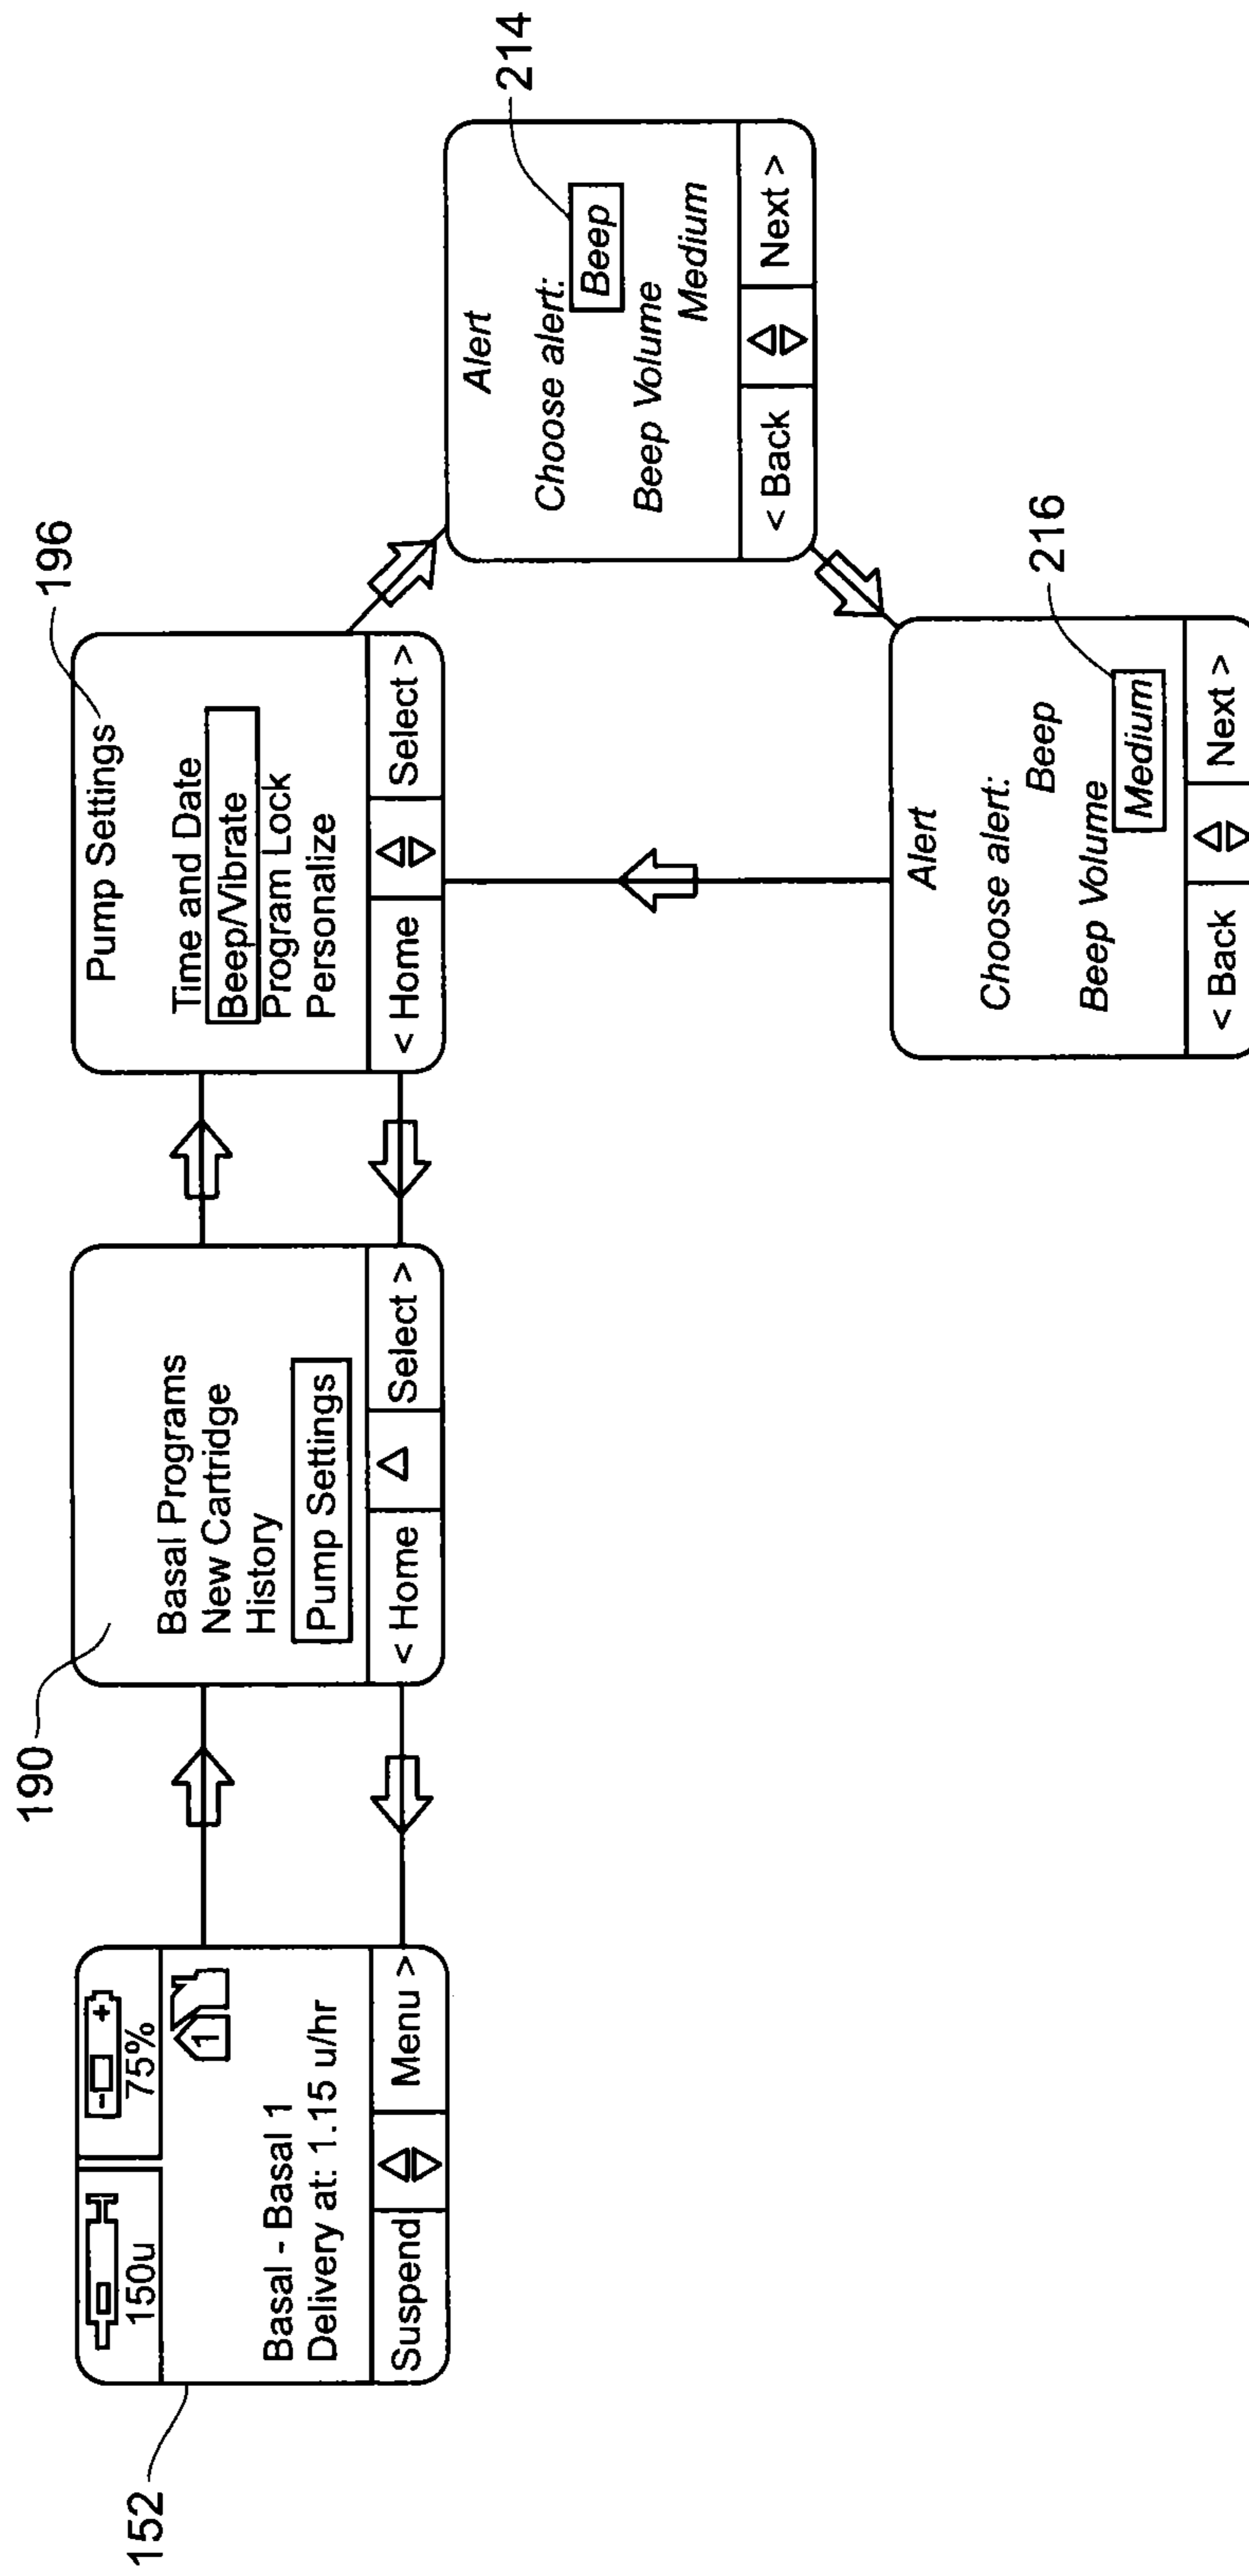 152
150u
- +
75%
1
Basal - Basal 1
Delivery at: 1.15 u/hr
Suspend
Menu >
190
Basal Programs
New Cartridge
History
Pump Settings
< Home
Select >
196
Pump Settings
Time and Date
Beep/Vibrate
Program Lock
Personalize
< Home
Select >
214
Alert
Choose alert:
Beep
Beep Volume
Medium
< Back
Next >
216
Alert
Choose alert:
Beep
Beep Volume
Medium
< Back
Next >